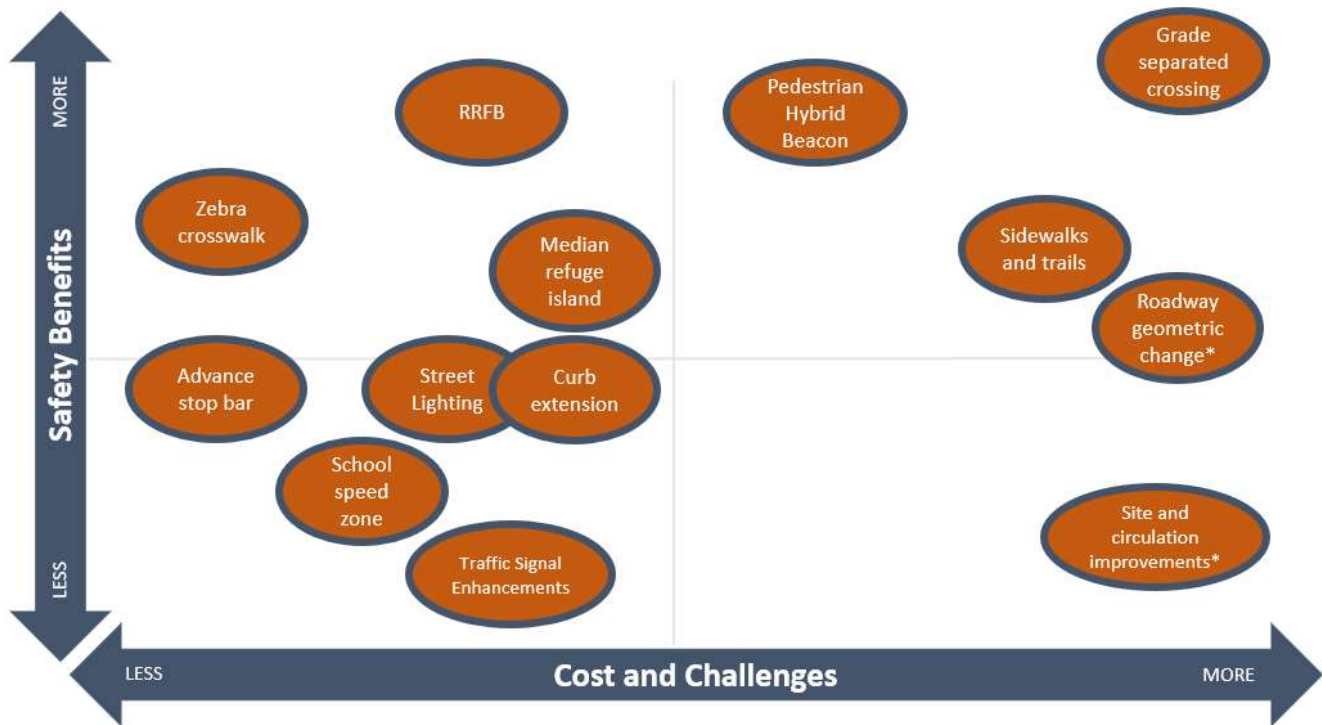 MORE
Safety Benefits
LESS
Grade
separated
crossing
RRFB
Pedestrian
Hybrid
Beacon
Zebra
crosswalk
Median
refuge
island
Sidewalks
and trails
Roadway
geometric
change*
Advance
stop bar
Street
Lighting
Curb
extension
School
speed
zone
Site and
circulation
improvements*
Traffic Signal
Enhancements
LESS
Cost and Challenges
MORE